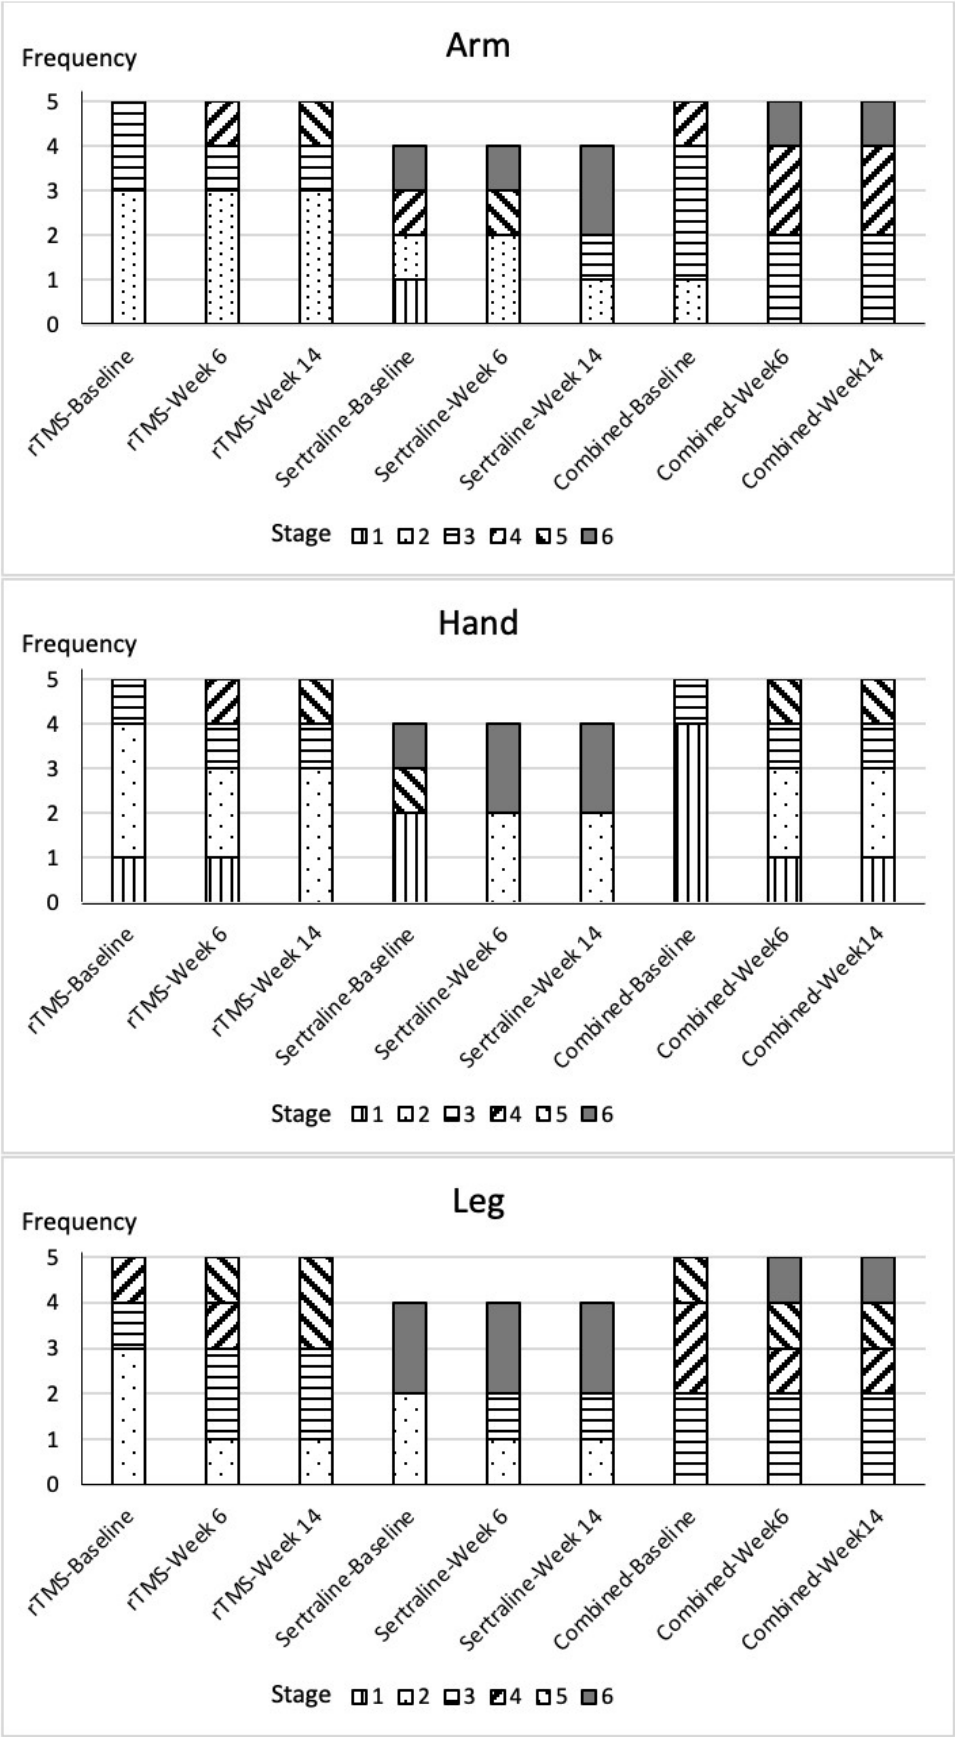 Arm
Frequency
5
4
3
2
1
0
rTMS-Baseline
rTMS-Week 6
rTMS-Week 14
Sertraline-Baseline
Sertraline-Week 6
Sertraline-Week 14
Combined-Baseline
Combined-Week6
Combined-Week14
Stage 1 2 3 4 5 6
Hand
Frequency
5
4
3
2
1
0
rTMS-Baseline
rTMS-Week 6
rTMS-Week 14
Sertraline-Baseline
Sertraline-Week 6
Sertraline-Week 14
Combined-Baseline
Combined-Week6
Combined-Week14
Stage 1 2 3 4 5 6
Leg
Frequency
5
4
3
2
1
0
rTMS-Baseline
rTMS-Week 6
rTMS-Week 14
Sertraline-Baseline
Sertraline-Week 6
Sertraline-Week 14
Combined-Baseline
Combined-Week6
Combined-Week14
Stage 1 2 3 4 5 6